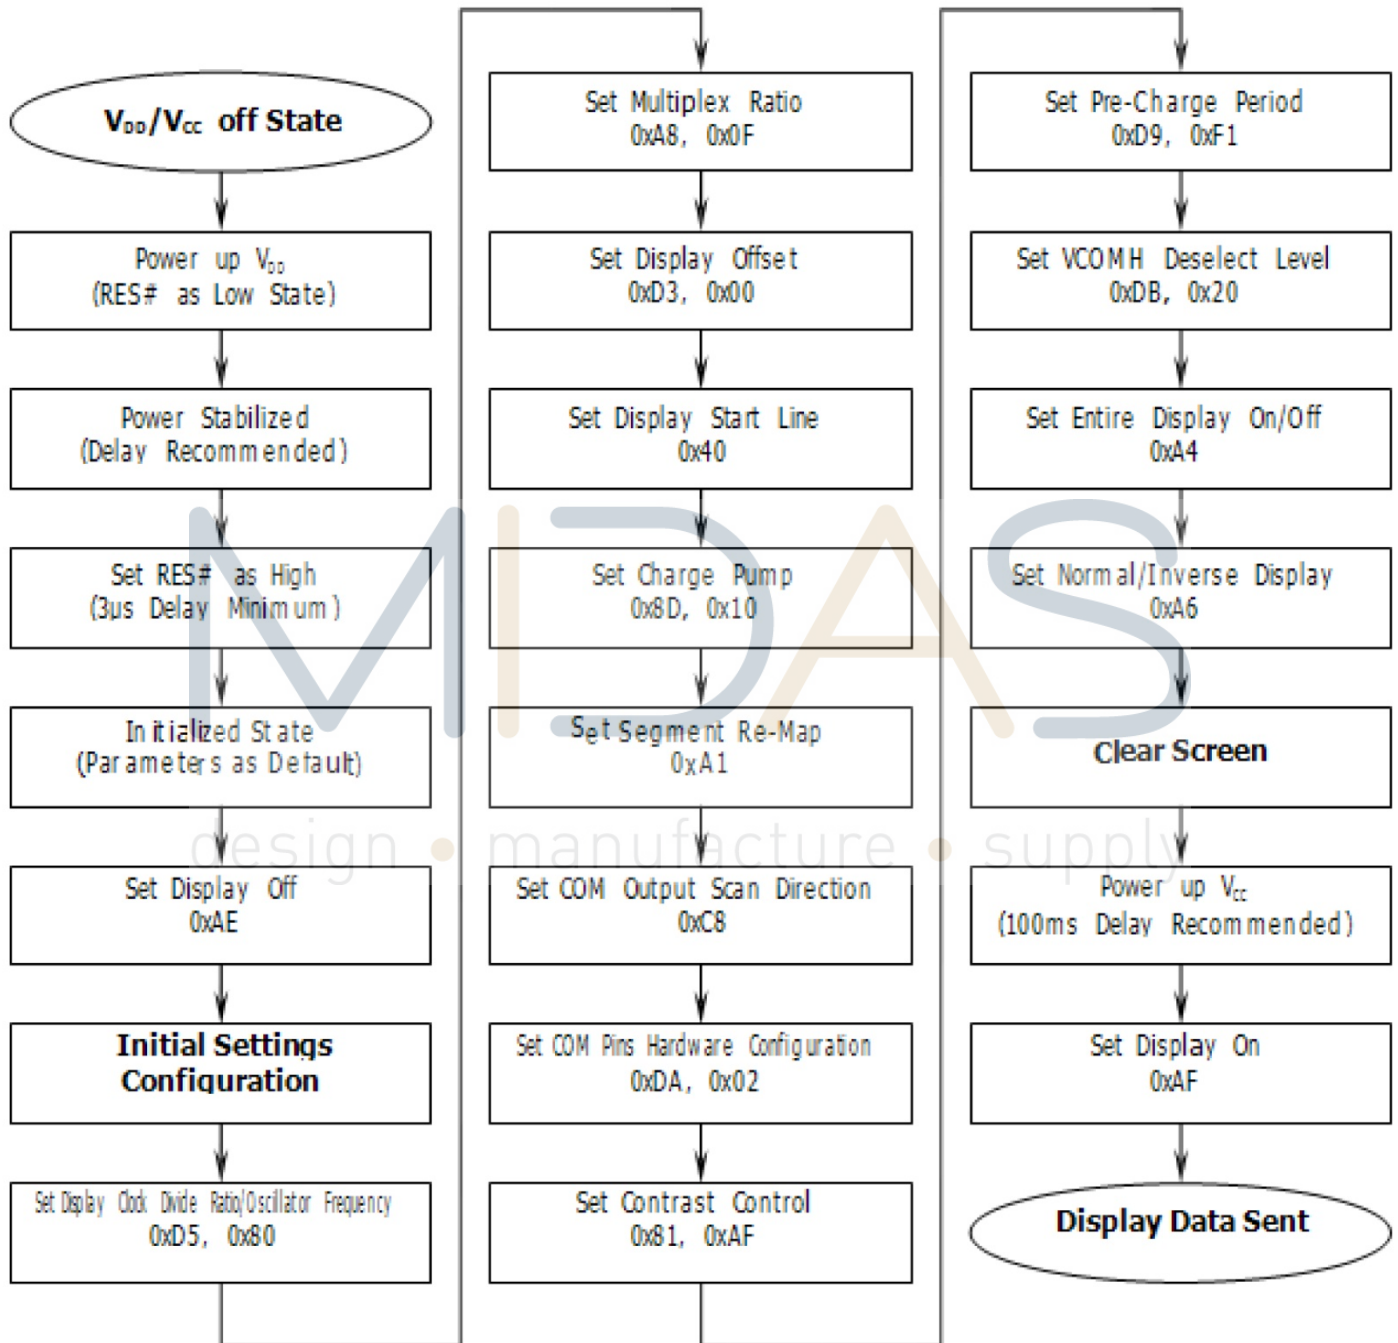 V_DD/V_CC off State
Power up V_DD
(RES# as Low State)
Power Stabilized
(Delay Recommended)
Set RES# as High
(3µs Delay Minimum)
Initialized State
(Parameters as Default)
Set Display Off
0xAE
Initial Settings
Configuration
Set Display Clock Divide Ratio/Oscillator Frequency
0xD5, 0x80
Set Multiplex Ratio
0xA8, 0x0F
Set Display Offset
0xD3, 0x00
Set Display Start Line
0x40
Set Charge Pump
0x8D, 0x10
Set Segment Re-Map
0xA1
Set COM Output Scan Direction
0xC8
Set COM Pins Hardware Configuration
0xDA, 0x02
Set Contrast Control
0x81, 0xAF
Set Pre-Charge Period
0xD9, 0xF1
Set VCOMH Deselect Level
0xDB, 0x20
Set Entire Display On/Off
0xA4
Set Normal/Inverse Display
0xA6
Clear Screen
Power up V_CC
(100ms Delay Recommended)
Set Display On
0xAF
Display Data Sent
MIDAS
design • manufacture • supply